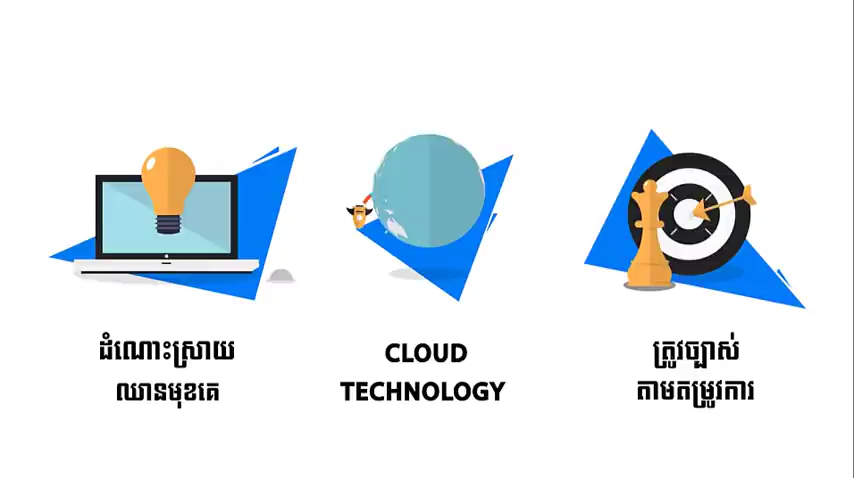 ដំណោះស្រាយ
ឈានមុខគេ
CLOUD
TECHNOLOGY
ត្រូវច្បាស់
តាមតម្រូវការ